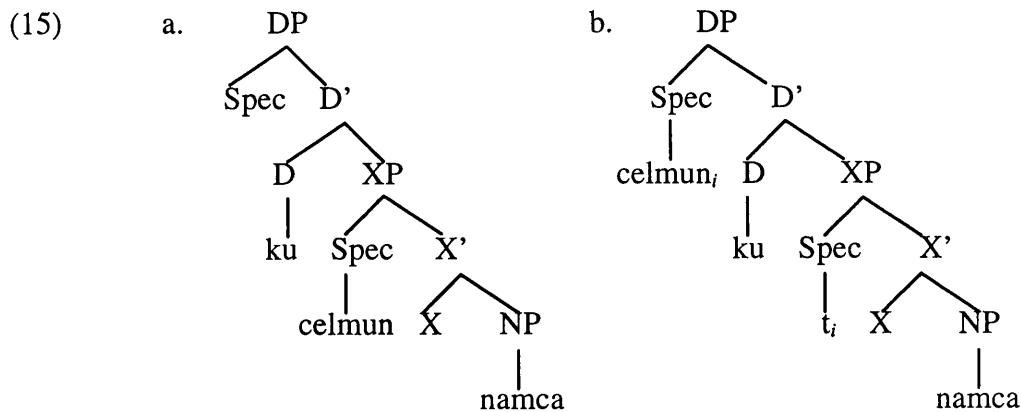 (15) a. DP b. DP
Spec D' Spec D'
D XP celmuni D XP
ku Spec X' ku Spec X'
celmun X NP ti X NP
namca namca